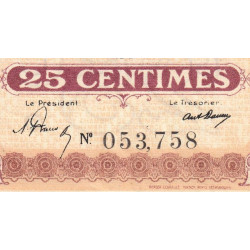 25 CENTIMES
Le Président Le Trésorier
Nº 053,758